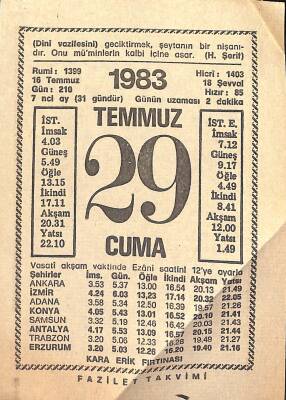 (Dini vazilesini) geciktirmek, şeytanın bir nişanı-
dır. Onu mü'minlerin kalbi içine asar. (H. Şerif)
Rumi : 1399
16 Temmuz
Gün : 210
1983
Hicri : 1403
18 Şevval
Hızır : 85
7 nci ay (31 gündür) Günün uzaması 2 dakika
TEMMUZ
İST.
İmsak
4.03
Güneş
5.49
Öğle
13.15
İkindi
17.11
Akşam
20.31
Yatsı
22.10
29
CUMA
İST. E.
İmsak
7.12
Güneş
9.17
Öğle
4.49
İkindi
8.41
Akşam
12.00
Yatsı
1.49
Vasati akşam vaktinde Ezâni saatini 12'ye ayarla
Şehirler İms. Gün. Öğle İkindi Akşam Yatsı
ANKARA 3.53 5.37 13.00 16.54 20.13 21.49
İZMİR 4.24 6.03 13.23 17.14 20.32 22.05
ADANA 3.58 5.34 12.50 16.39 19.57 21.28
KONYA 4.05 5.43 13.01 16.52 20.10 21.41
SAMSUN 3.32 5.19 12.46 16.42 20.03 21.43
ANTALYA 4.17 5.53 13.09 16.57 20.15 21.44
TRABZON 3.20 5.06 12.33 16.28 19.49 21.27
ERZURUM 3.20 5.03 12.26 16.20 19.40 21.16
KARA ERİK FIRTINASI
FAZİLET TAKVİMİ